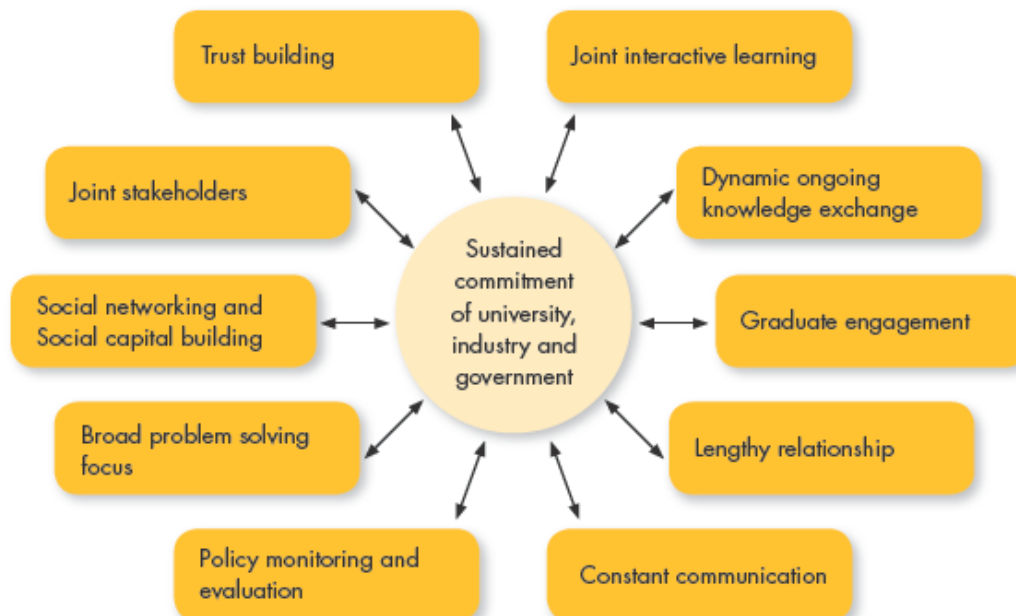 Trust building
Joint interactive learning
Joint stakeholders
Dynamic ongoing
knowledge exchange
Sustained
commitment
of university,
industry and
government
Social networking and
Social capital building
Graduate engagement
Broad problem solving
focus
Lengthy relationship
Policy monitoring and
evaluation
Constant communication